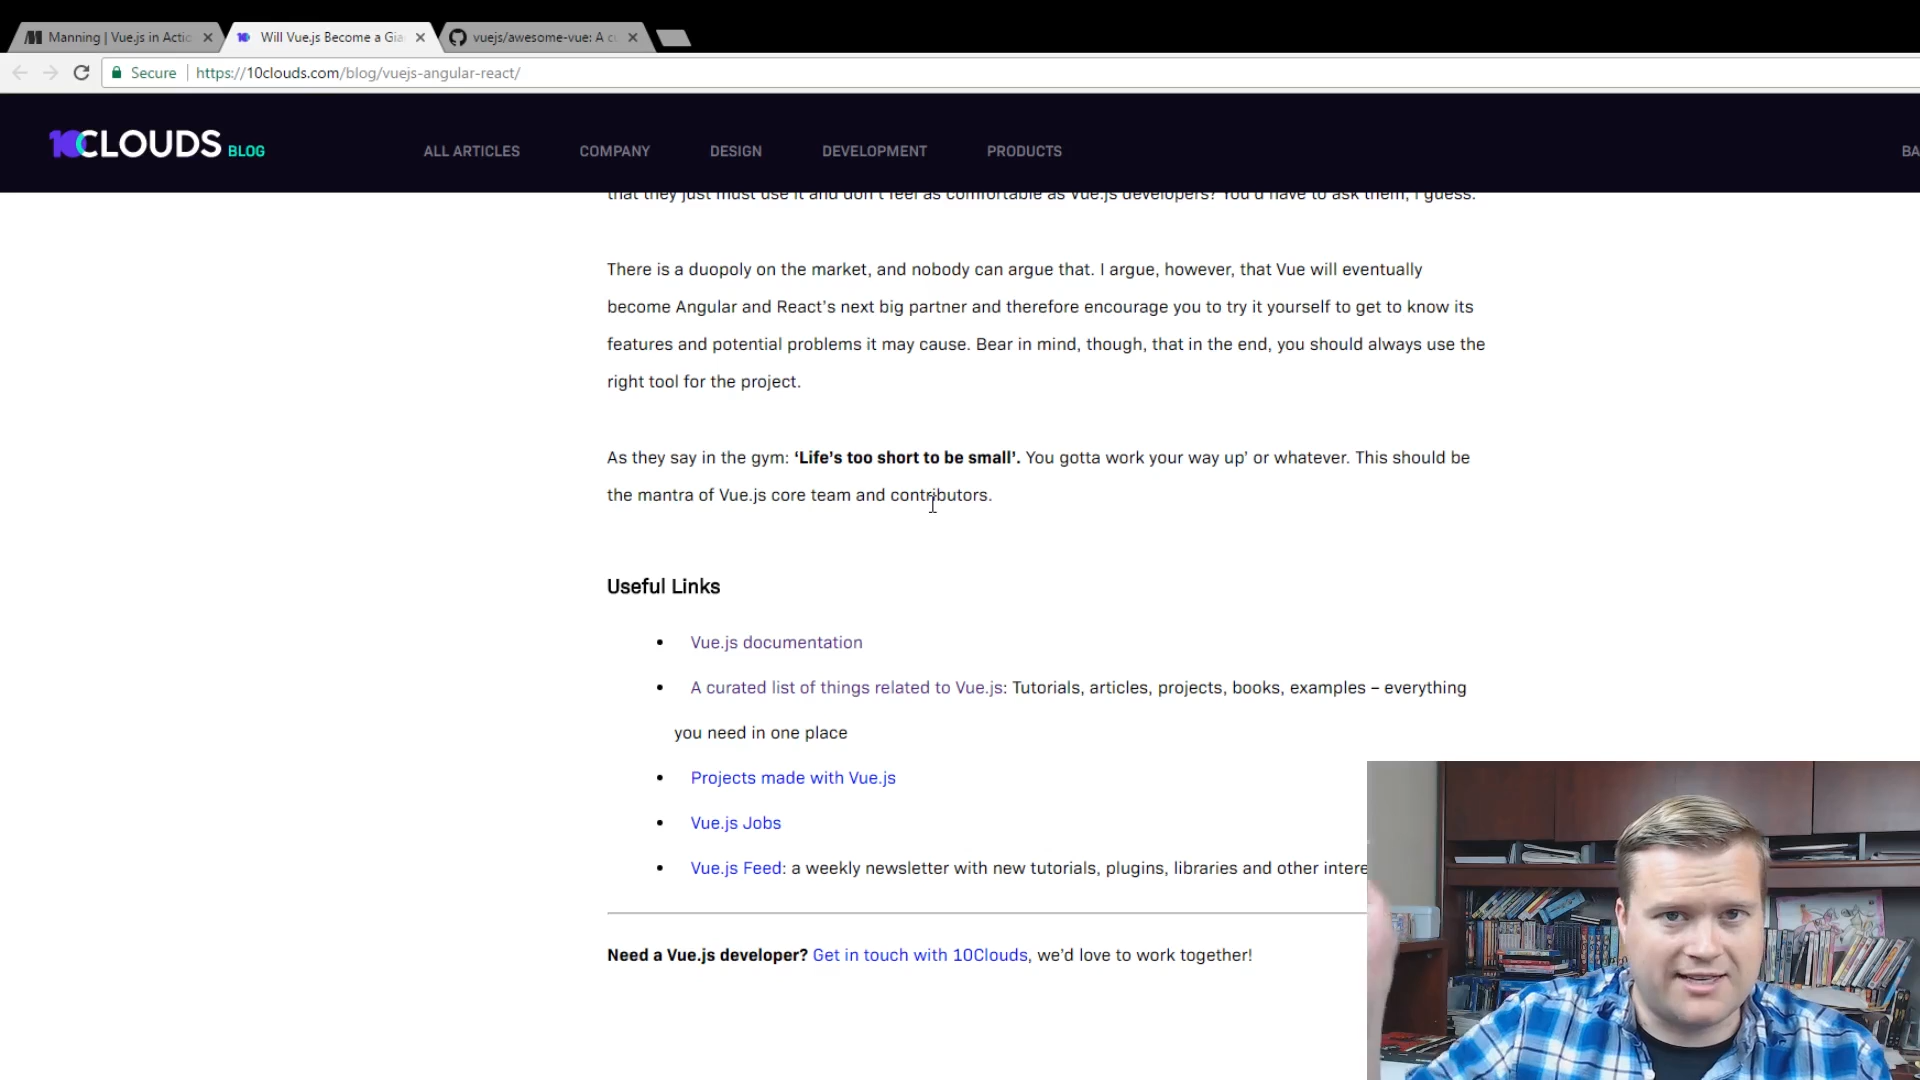 Manning | Vue.js in Actio
Will Vue.js Become a Gia
vuejs/awesome-vue: A cu
Secure
https://10clouds.com/blog/vuejs-angular-react/
10CLOUDS BLOG
ALL ARTICLES
COMPANY
DESIGN
DEVELOPMENT
PRODUCTS
BA
that they just must use it and don't feel as comfortable as Vue.js developers? You'd have to ask them, I guess.
There is a duopoly on the market, and nobody can argue that. I argue, however, that Vue will eventually
become Angular and React's next big partner and therefore encourage you to try it yourself to get to know its
features and potential problems it may cause. Bear in mind, though, that in the end, you should always use the
right tool for the project.
As they say in the gym: ‘Life's too short to be small’. You gotta work your way up’ or whatever. This should be
the mantra of Vue.js core team and contributors.
Useful Links
• Vue.js documentation
• A curated list of things related to Vue.js: Tutorials, articles, projects, books, examples – everything
you need in one place
• Projects made with Vue.js
• Vue.js Jobs
• Vue.js Feed: a weekly newsletter with new tutorials, plugins, libraries and other intere
Need a Vue.js developer? Get in touch with 10Clouds, we'd love to work together!